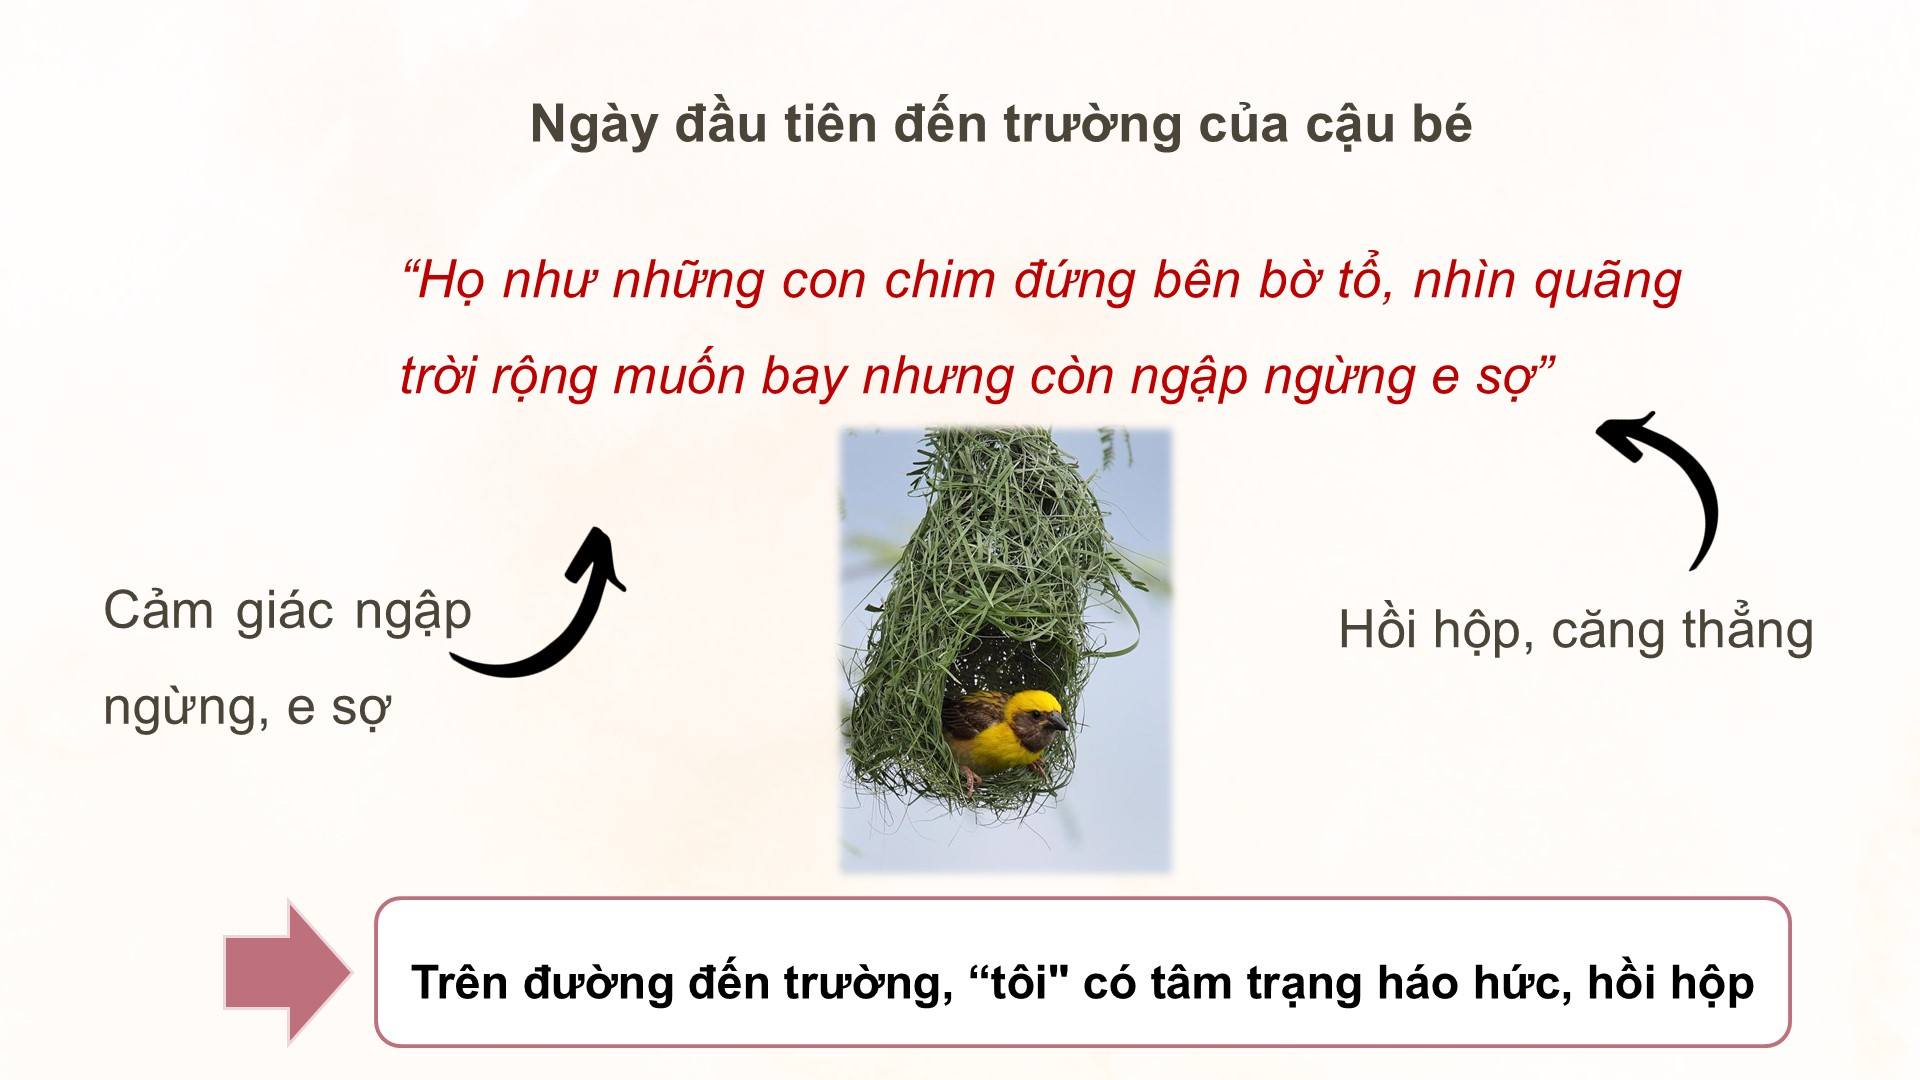 Ngày đầu tiên đến trường của cậu bé
“Họ như những con chim đứng bên bờ tổ, nhìn quãng
trời rộng muốn bay nhưng còn ngập ngừng e sợ”
Cảm giác ngập
ngừng, e sợ
Hồi hộp, căng thẳng
Trên đường đến trường, “tôi" có tâm trạng háo hức, hồi hộp